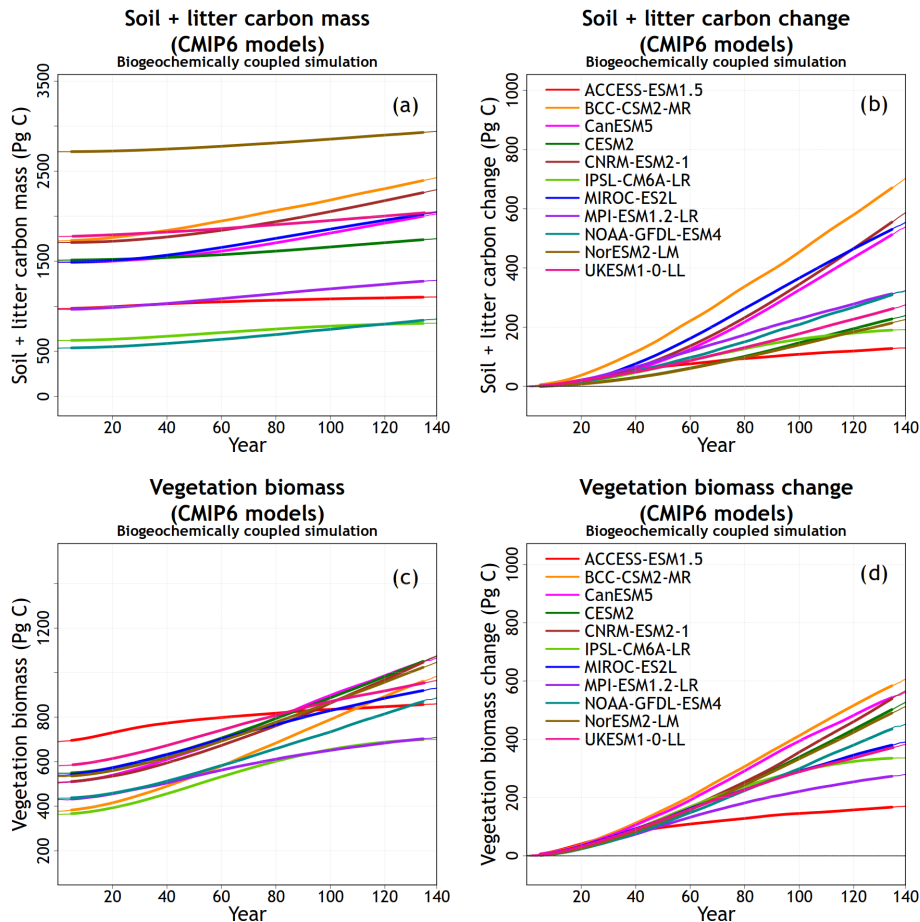 Soil + litter carbon mass
(CMIP6 models)
Biogeochemically coupled simulation
(a)
Soil + litter carbon mass (Pg C)
3500
2500
1500
500
0
20 40 60 80 100 120 140
Year
Soil + litter carbon change
(CMIP6 models)
Biogeochemically coupled simulation
(b)
ACCESS-ESM1.5
BCC-CSM2-MR
CanESM5
CESM2
CNRM-ESM2-1
IPSL-CM6A-LR
MIROC-ES2L
MPI-ESM1.2-LR
NOAA-GFDL-ESM4
NorESM2-LM
UKESM1-0-LL
Soil + litter carbon change (Pg C)
1000
800
600
400
200
0
20 40 60 80 100 120 140
Year
Vegetation biomass
(CMIP6 models)
Biogeochemically coupled simulation
(c)
Vegetation biomass (Pg C)
1200
800
600
400
200
20 40 60 80 100 120 140
Year
Vegetation biomass change
(CMIP6 models)
Biogeochemically coupled simulation
(d)
ACCESS-ESM1.5
BCC-CSM2-MR
CanESM5
CESM2
CNRM-ESM2-1
IPSL-CM6A-LR
MIROC-ES2L
MPI-ESM1.2-LR
NOAA-GFDL-ESM4
NorESM2-LM
UKESM1-0-LL
Vegetation biomass change (Pg C)
1000
800
600
400
200
0
20 40 60 80 100 120 140
Year